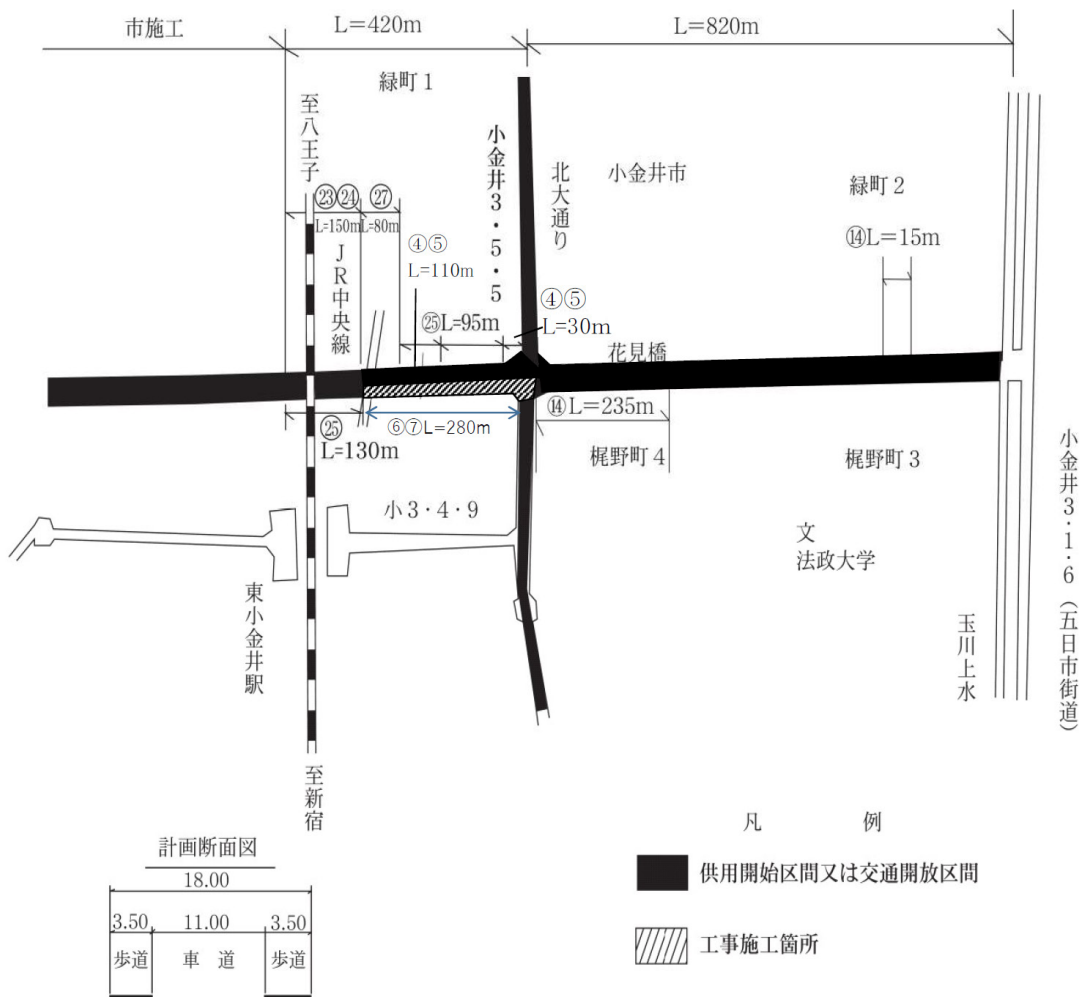 市施工
L=420m
L=820m
緑町1
至八王子
小金井3・5・5
北大通り
小金井市
緑町2
㉓㉔
㉗
L=150m
L=80m
④⑤
L=110m
⑭L=15m
JR中央線
④⑤
L=30m
㉕L=95m
花見橋
⑭L=235m
㉕
L=130m
⑥⑦L=280m
梶野町4
梶野町3
小3・4・9
文
法政大学
小金井3・1・6(五日市街道)
東小金井駅
玉川上水
至新宿
計画断面図
18.00
3.50
11.00
3.50
歩道
車 道
歩道
凡 例
供用開始区間又は交通開放区間
工事施工箇所